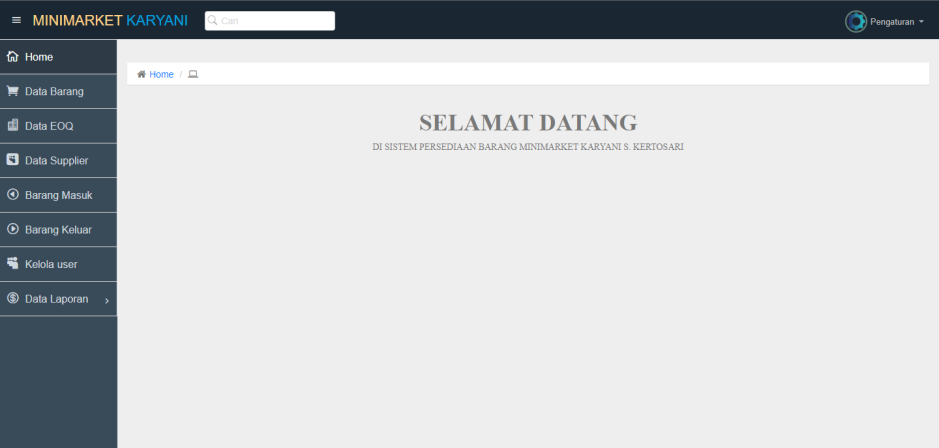 MINIMARKET KARYANI
Cari
Pengaturan
Home
Data Barang
Data EOQ
Data Supplier
Barang Masuk
Barang Keluar
Kelola user
Data Laporan
Home /
SELAMAT DATANG
DI SISTEM PERSEDIAAN BARANG MINIMARKET KARYANI S. KERTOSARI